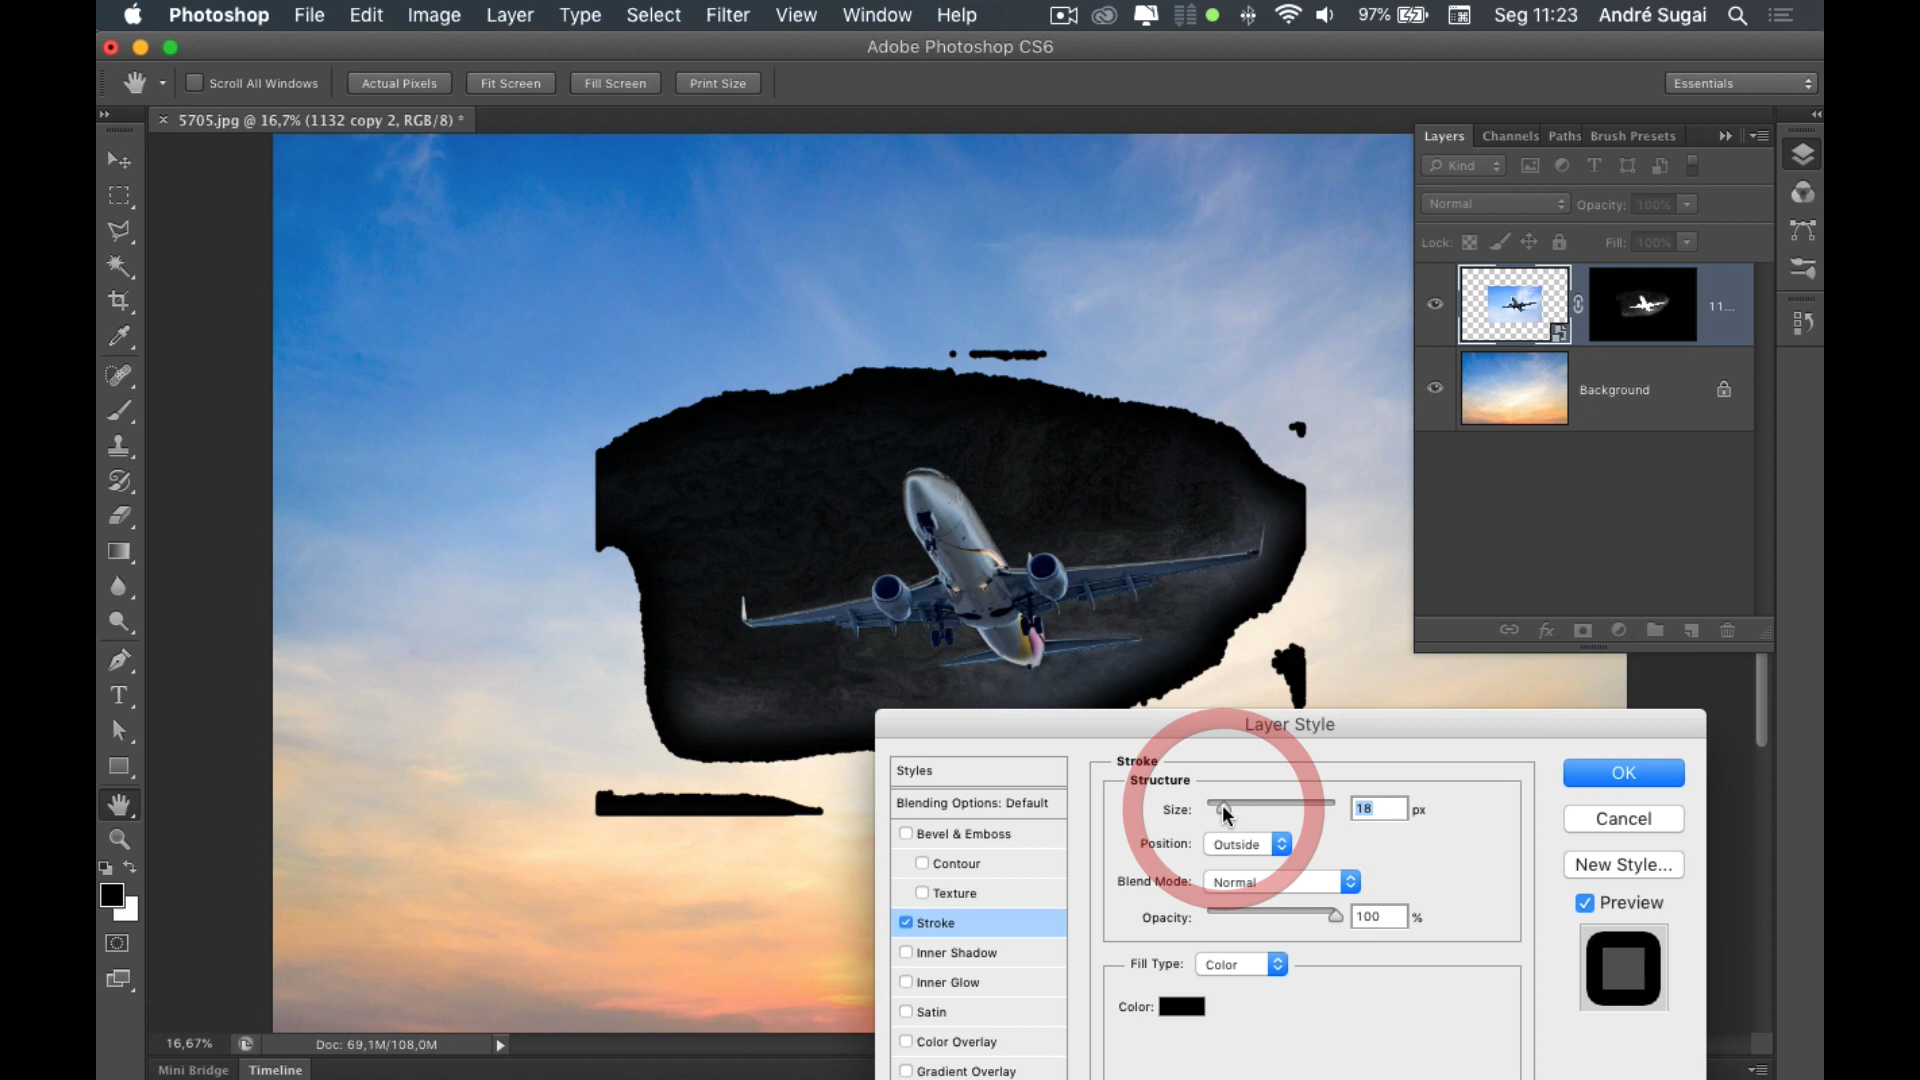 Photoshop File Edit Image Layer Type Select Filter View Window Help 97% Seg 11:23 André Sugai
Adobe Photoshop CS6
Scroll All Windows Actual Pixels Fit Screen Fill Screen Print Size Essentials
5705.jpg @ 16,7% (1132 copy 2, RGB/8) *
Layers Channels Paths Brush Presets
Kind
Normal Opacity: 100%
Lock: Fill: 100%
11...
Background
Layer Style
Styles
Blending Options: Default
Bevel & Emboss
Contour
Texture
Stroke
Inner Shadow
Inner Glow
Satin
Color Overlay
Gradient Overlay
Stroke
Structure
Size: 18 px
Position: Outside
Blend Mode: Normal
Opacity: 100 %
Fill Type: Color
Color:
OK
Cancel
New Style...
Preview
16,67% Doc: 69,1M/108,0M
Mini Bridge Timeline